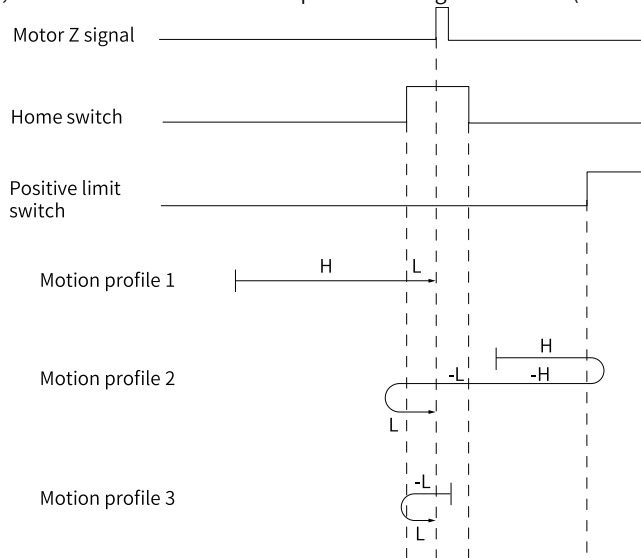 Motor Z signal
Home switch
Positive limit
switch
H
L
Motion profile 1
H
Motion profile 2
-L
-H
L
-L
Motion profile 3
L